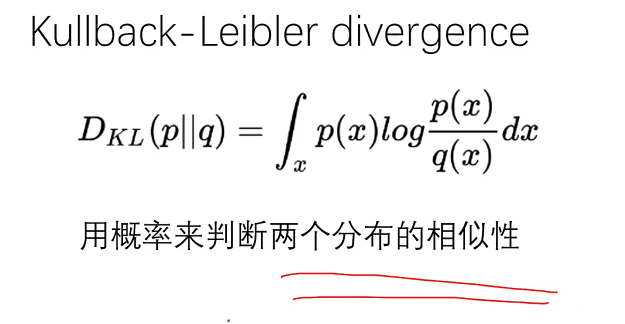 Kullback-Leibler divergence
D_{KL}(p||q) = \int_x p(x)log\frac{p(x)}{q(x)}dx
用概率来判断两个分布的相似性